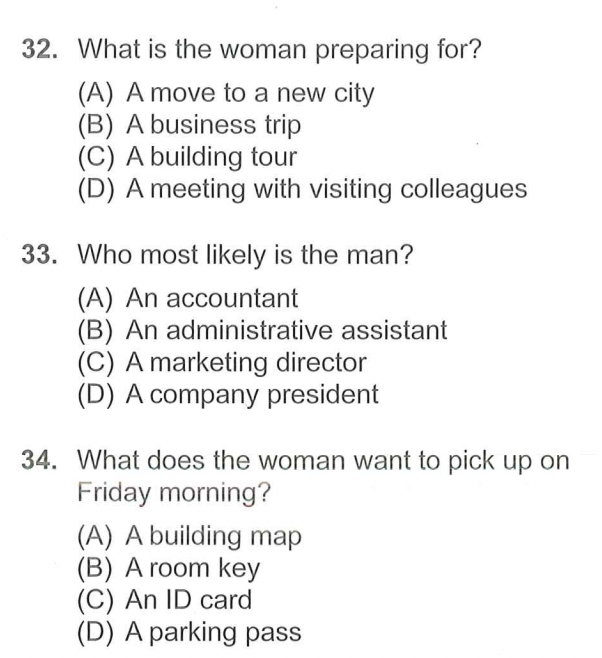 32. What is the woman preparing for?
(A) A move to a new city
(B) A business trip
(C) A building tour
(D) A meeting with visiting colleagues
33. Who most likely is the man?
(A) An accountant
(B) An administrative assistant
(C) A marketing director
(D) A company president
34. What does the woman want to pick up on
Friday morning?
(A) A building map
(B) A room key
(C) An ID card
(D) A parking pass